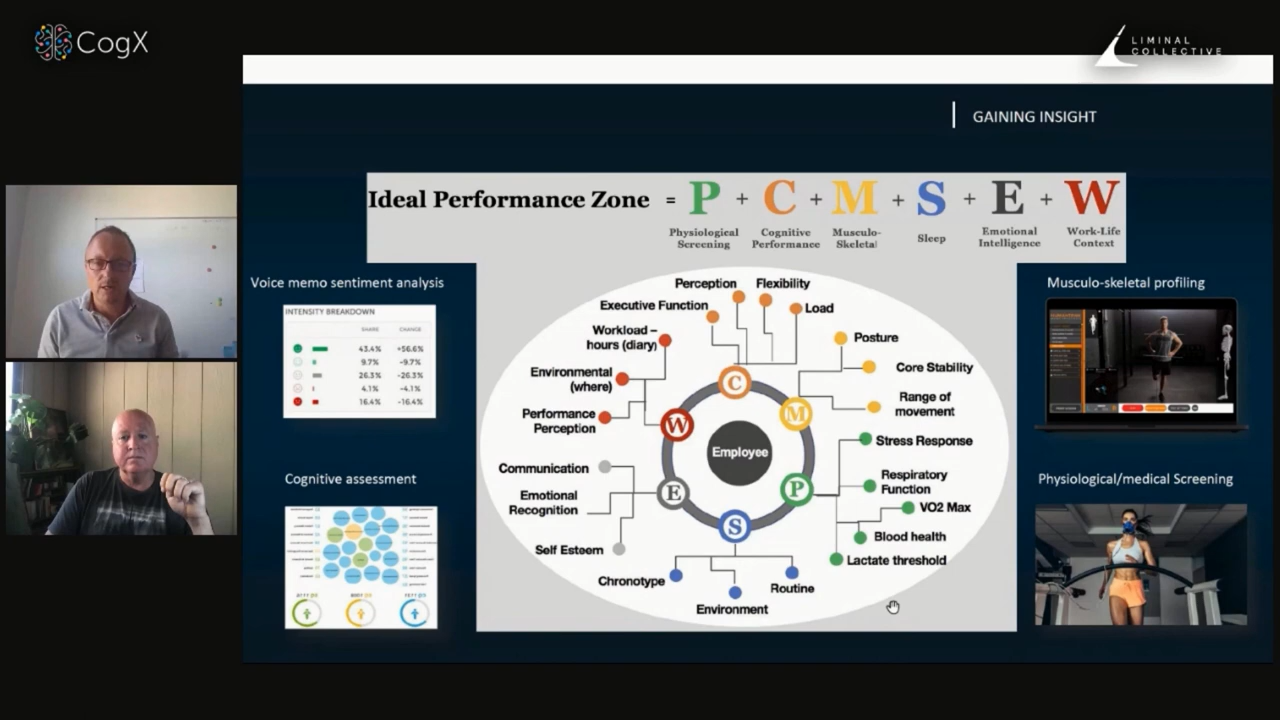 CogX
LIMINAL
COLLECTIVE
GAINING INSIGHT
Ideal Performance Zone = P + C + M + S + E + W
Physiological
Screening
Cognitive
Performance
Musculo-
Skeletal
Sleep
Emotional
Intelligence
Work-Life
Context
Voice memo sentiment analysis
INTENSITY BREAKDOWN
SHARE CHANGE
43.4% +56.6%
9.7% -9.7%
26.3% -26.3%
4.1% -4.1%
16.4% -16.4%
Cognitive assessment
Perception
Flexibility
Executive Function
Load
Workload –
hours (diary)
Environmental
(where)
Performance
Perception
Communication
Emotional
Recognition
Self Esteem
Chronotype
Environment
Routine
Posture
Core Stability
Range of
movement
Stress Response
Respiratory
Function
VO2 Max
Blood health
Lactate threshold
C
M
P
S
E
W
Employee
Musculo-skeletal profiling
Physiological/medical Screening